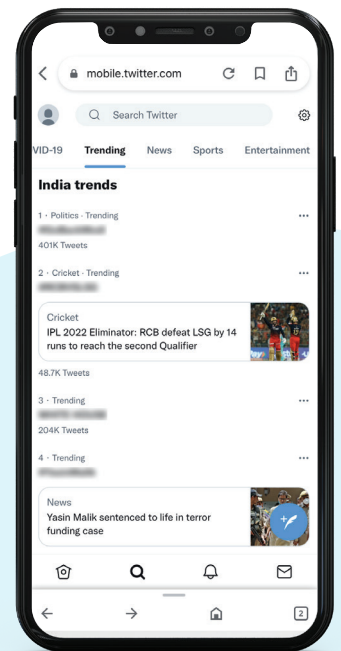 mobile.twitter.com
Search Twitter
VID-19 Trending News Sports Entertainment
India trends
1 · Politics · Trending
401K Tweets
2 · Cricket · Trending
Cricket
IPL 2022 Eliminator: RCB defeat LSG by 14
runs to reach the second Qualifier
48.7K Tweets
3 · Trending
204K Tweets
4 · Trending
News
Yasin Malik sentenced to life in terror
funding case
2